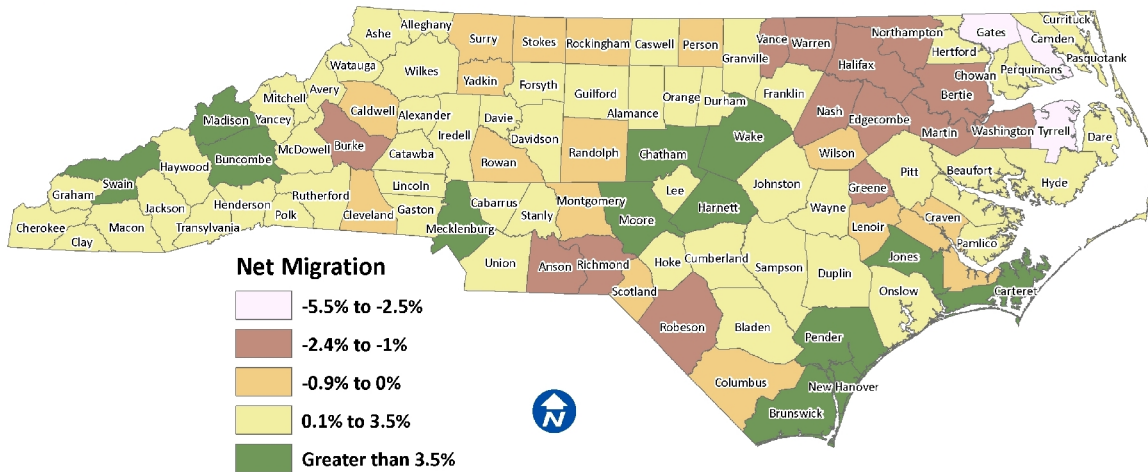 Ashe
Alleghany
Surry
Stokes
Rockingham
Caswell
Person
Granville
Vance
Warren
Northampton
Hertford
Gates
Currituck
Camden
Pasquotank
Perquimans
Chowan
Watauga
Wilkes
Yadkin
Forsyth
Guilford
Alamance
Orange
Durham
Franklin
Halifax
Bertie
Mitchell
Avery
Caldwell
Alexander
Iredell
Davie
Davidson
Randolph
Chatham
Wake
Nash
Edgecombe
Martin
Washington
Tyrrell
Dare
Madison
Yancey
Burke
Catawba
Rowan
Wilson
Swain
Haywood
Buncombe
McDowell
Lincoln
Cabarrus
Stanly
Montgomery
Moore
Lee
Harnett
Johnston
Greene
Pitt
Beaufort
Hyde
Graham
Jackson
Henderson
Rutherford
Polk
Cleveland
Gaston
Mecklenburg
Wayne
Lenoir
Craven
Pamlico
Cherokee
Clay
Macon
Transylvania
Union
Anson
Richmond
Scotland
Hoke
Cumberland
Sampson
Duplin
Jones
Onslow
Carteret
Robeson
Bladen
Pender
Columbus
New Hanover
Brunswick
Net Migration
-5.5% to -2.5%
-2.4% to -1%
-0.9% to 0%
0.1% to 3.5%
Greater than 3.5%
N